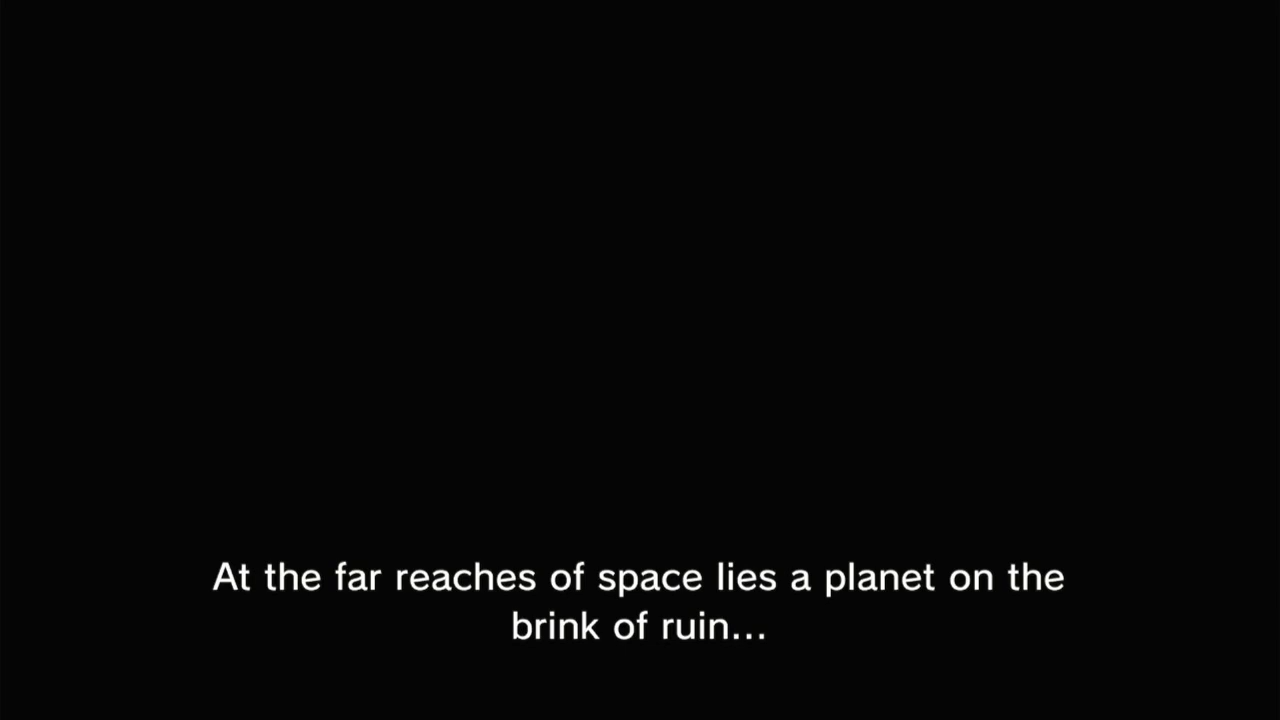 At the far reaches of space lies a planet on the
brink of ruin...